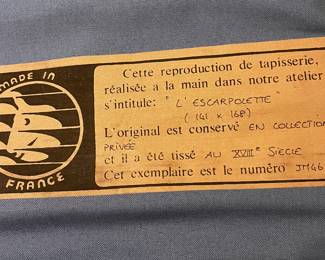 MADE IN
FRANCE
Cette reproduction de tapisserie,
réalisée a la main dans notre atelier
s'intitule: "L'ESCARPOLETTE"
(141 x 168)
L'original est conservé EN COLLECTION
PRIVÉE
et il a été tissé AU XVIIIe SIECLE
Cet exemplaire est le numéro JM46